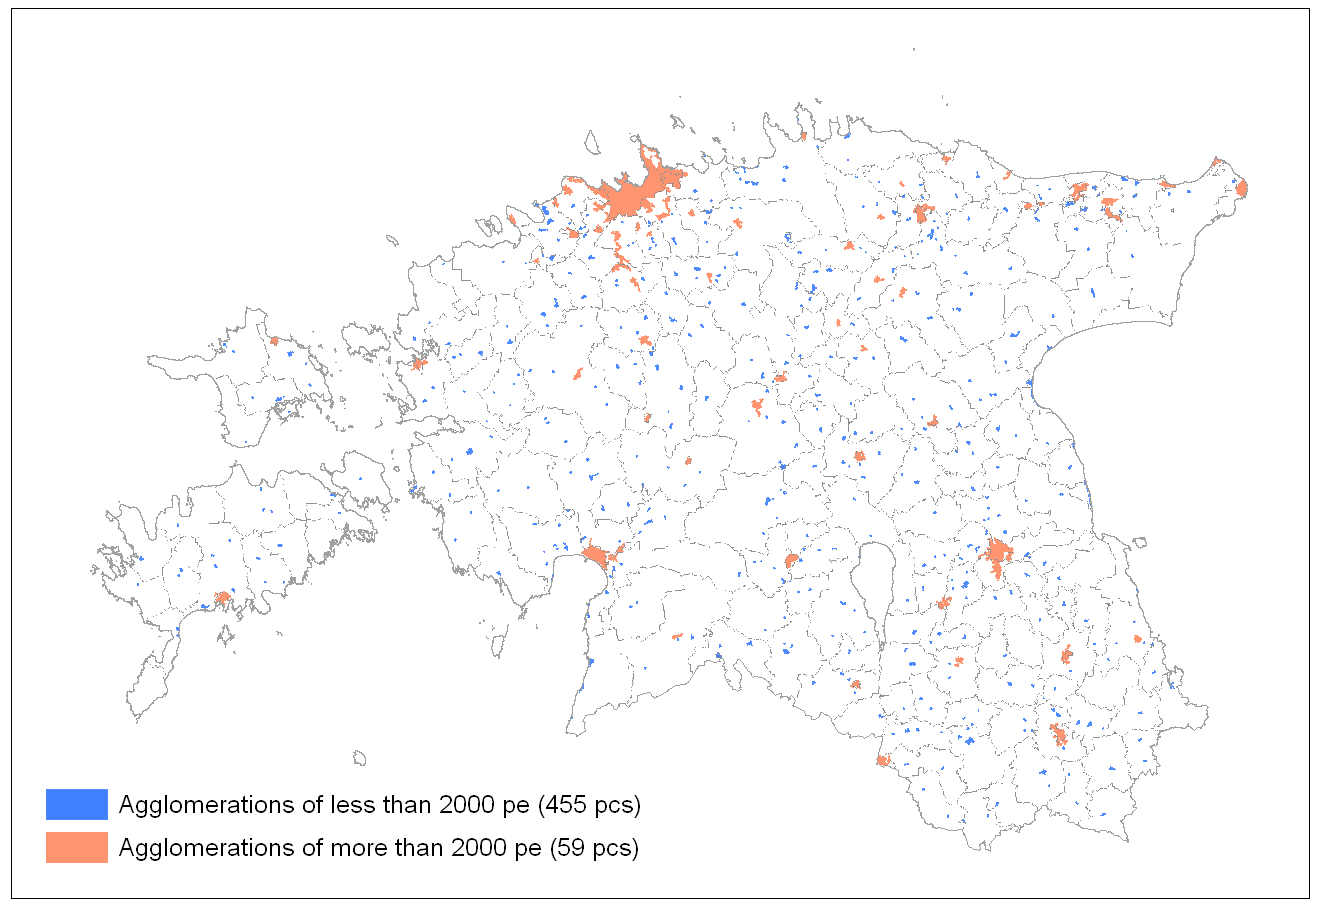 Agglomerations of less than 2000 pe (455 pcs)
Agglomerations of more than 2000 pe (59 pcs)